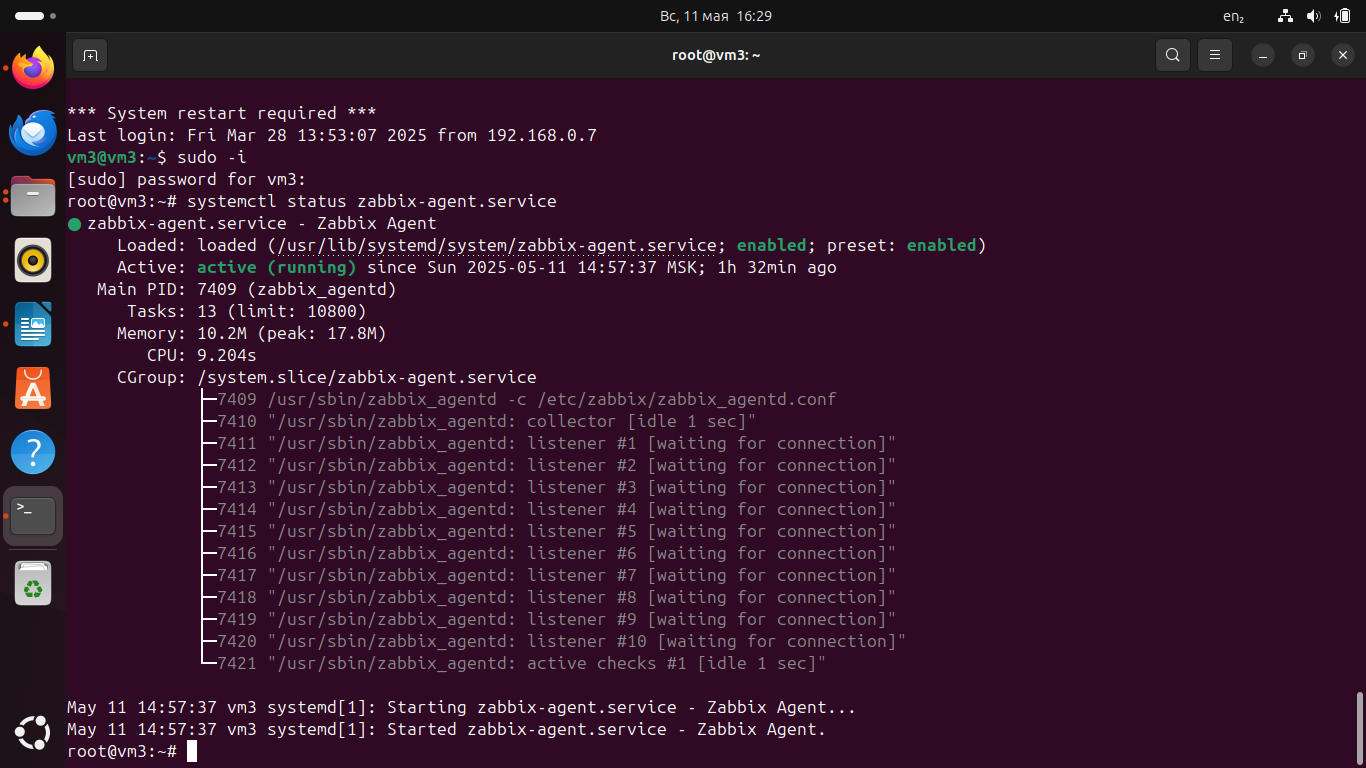 Вс, 11 мая 16:29
en₂
root@vm3: ~
*** System restart required ***
Last login: Fri Mar 28 13:53:07 2025 from 192.168.0.7
vm3@vm3:~$ sudo -i
[sudo] password for vm3:
root@vm3:~# systemctl status zabbix-agent.service
● zabbix-agent.service - Zabbix Agent
     Loaded: loaded (/usr/lib/systemd/system/zabbix-agent.service; enabled; preset: enabled)
     Active: active (running) since Sun 2025-05-11 14:57:37 MSK; 1h 32min ago
   Main PID: 7409 (zabbix_agentd)
      Tasks: 13 (limit: 10800)
     Memory: 10.2M (peak: 17.8M)
        CPU: 9.204s
     CGroup: /system.slice/zabbix-agent.service
             ├─7409 /usr/sbin/zabbix_agentd -c /etc/zabbix/zabbix_agentd.conf
             ├─7410 "/usr/sbin/zabbix_agentd: collector [idle 1 sec]"
             ├─7411 "/usr/sbin/zabbix_agentd: listener #1 [waiting for connection]"
             ├─7412 "/usr/sbin/zabbix_agentd: listener #2 [waiting for connection]"
             ├─7413 "/usr/sbin/zabbix_agentd: listener #3 [waiting for connection]"
             ├─7414 "/usr/sbin/zabbix_agentd: listener #4 [waiting for connection]"
             ├─7415 "/usr/sbin/zabbix_agentd: listener #5 [waiting for connection]"
             ├─7416 "/usr/sbin/zabbix_agentd: listener #6 [waiting for connection]"
             ├─7417 "/usr/sbin/zabbix_agentd: listener #7 [waiting for connection]"
             ├─7418 "/usr/sbin/zabbix_agentd: listener #8 [waiting for connection]"
             ├─7419 "/usr/sbin/zabbix_agentd: listener #9 [waiting for connection]"
             ├─7420 "/usr/sbin/zabbix_agentd: listener #10 [waiting for connection]"
             └─7421 "/usr/sbin/zabbix_agentd: active checks #1 [idle 1 sec]"
May 11 14:57:37 vm3 systemd[1]: Starting zabbix-agent.service - Zabbix Agent...
May 11 14:57:37 vm3 systemd[1]: Started zabbix-agent.service - Zabbix Agent.
root@vm3:~#